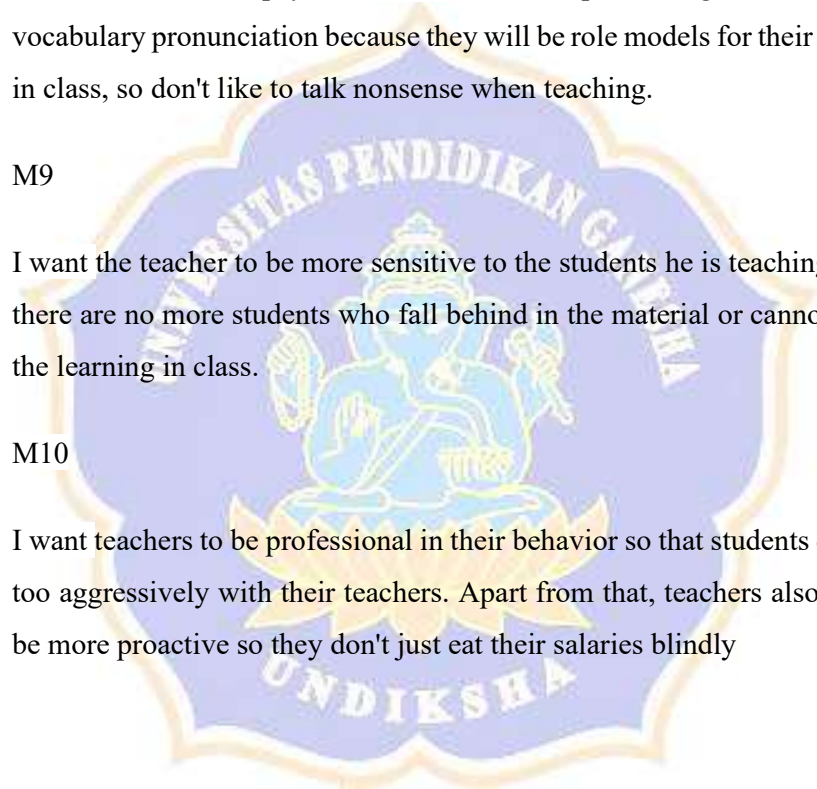 vocabulary pronunciation because they will be role models for their
in class, so don't like to talk nonsense when teaching.
M9
I want the teacher to be more sensitive to the students he is teaching
there are no more students who fall behind in the material or
the learning in class.
M10
I want teachers to be professional in their behavior so that students
too aggressively with their teachers. Apart from that, teachers also
be more proactive so they don't just eat their salaries blindly
UNIVERSITAS PENDIDIKAN GANESHA
UNDIKSHA